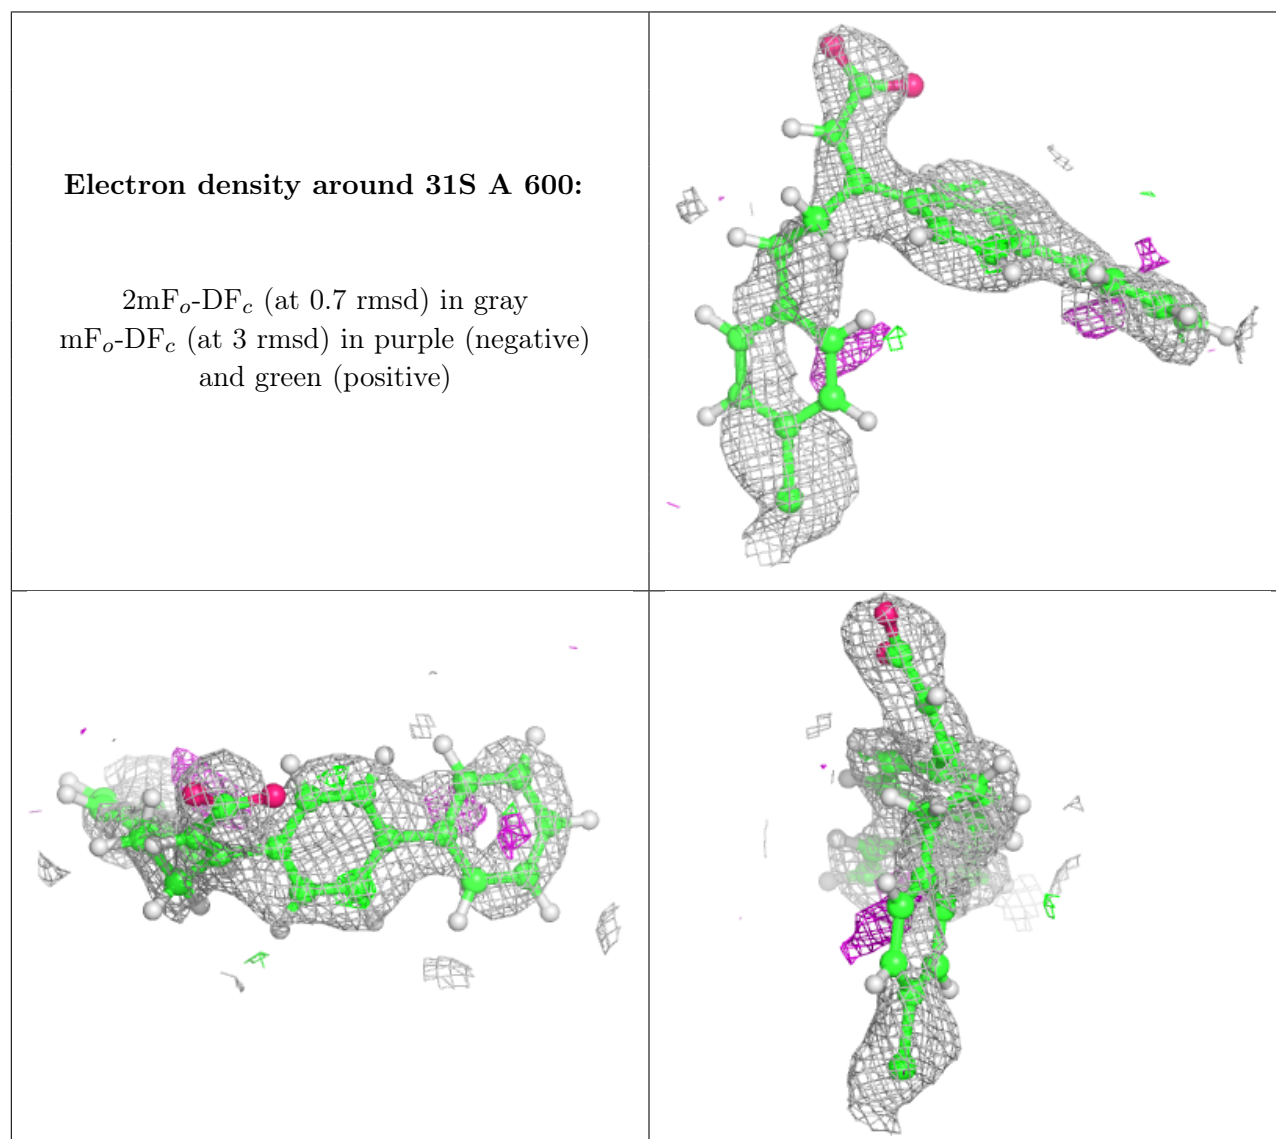 Electron density around 31S A 600:
2mFo-DFc (at 0.7 rmsd) in gray
mFo-DFc (at 3 rmsd) in purple (negative)
and green (positive)